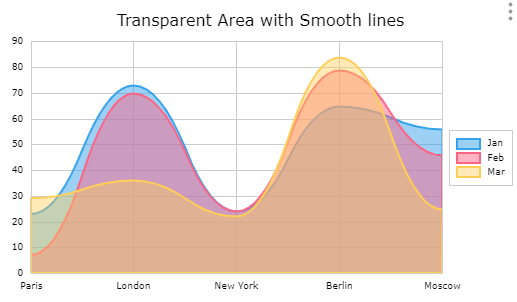 Transparent Area with Smooth lines
90
80
70
60
50
40
30
20
10
0
Paris London New York Berlin Moscow
Jan
Feb
Mar